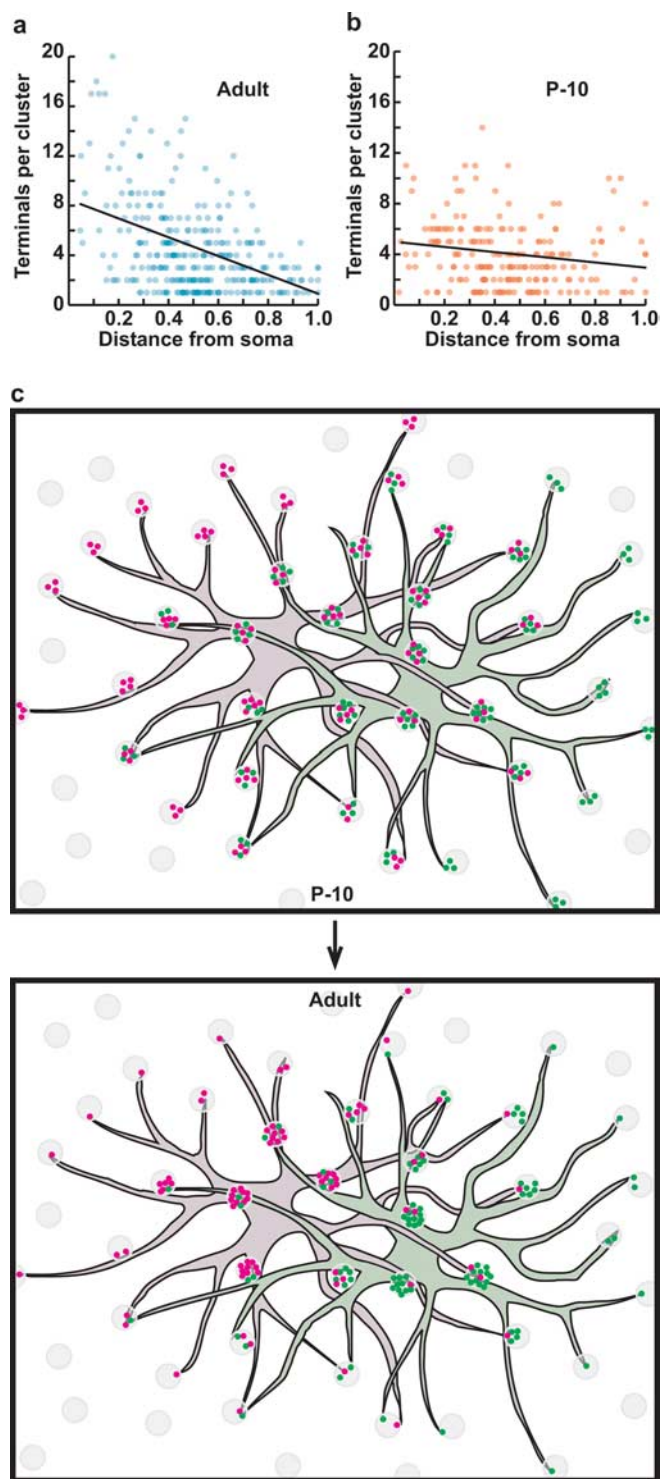 a
Adult
20
16
12
8
4
0
Terminals per cluster
0.2 0.4 0.6 0.8 1.0
Distance from soma
b
P-10
20
16
12
8
4
0
Terminals per cluster
0.2 0.4 0.6 0.8 1.0
Distance from soma
c
P-10
Adult